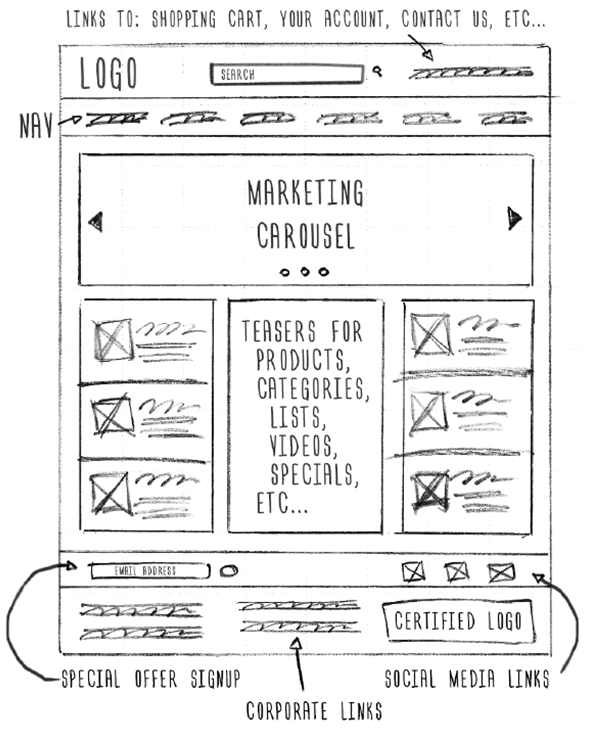 LINKS TO: SHOPPING CART, YOUR ACCOUNT, CONTACT US, ETC...
LOGO
SEARCH
NAV
MARKETING
CAROUSEL
TEASERS FOR
PRODUCTS,
CATEGORIES,
LISTS,
VIDEOS,
SPECIALS,
ETC...
EMAIL ADDRESS
CERTIFIED LOGO
SPECIAL OFFER SIGNUP
SOCIAL MEDIA LINKS
CORPORATE LINKS